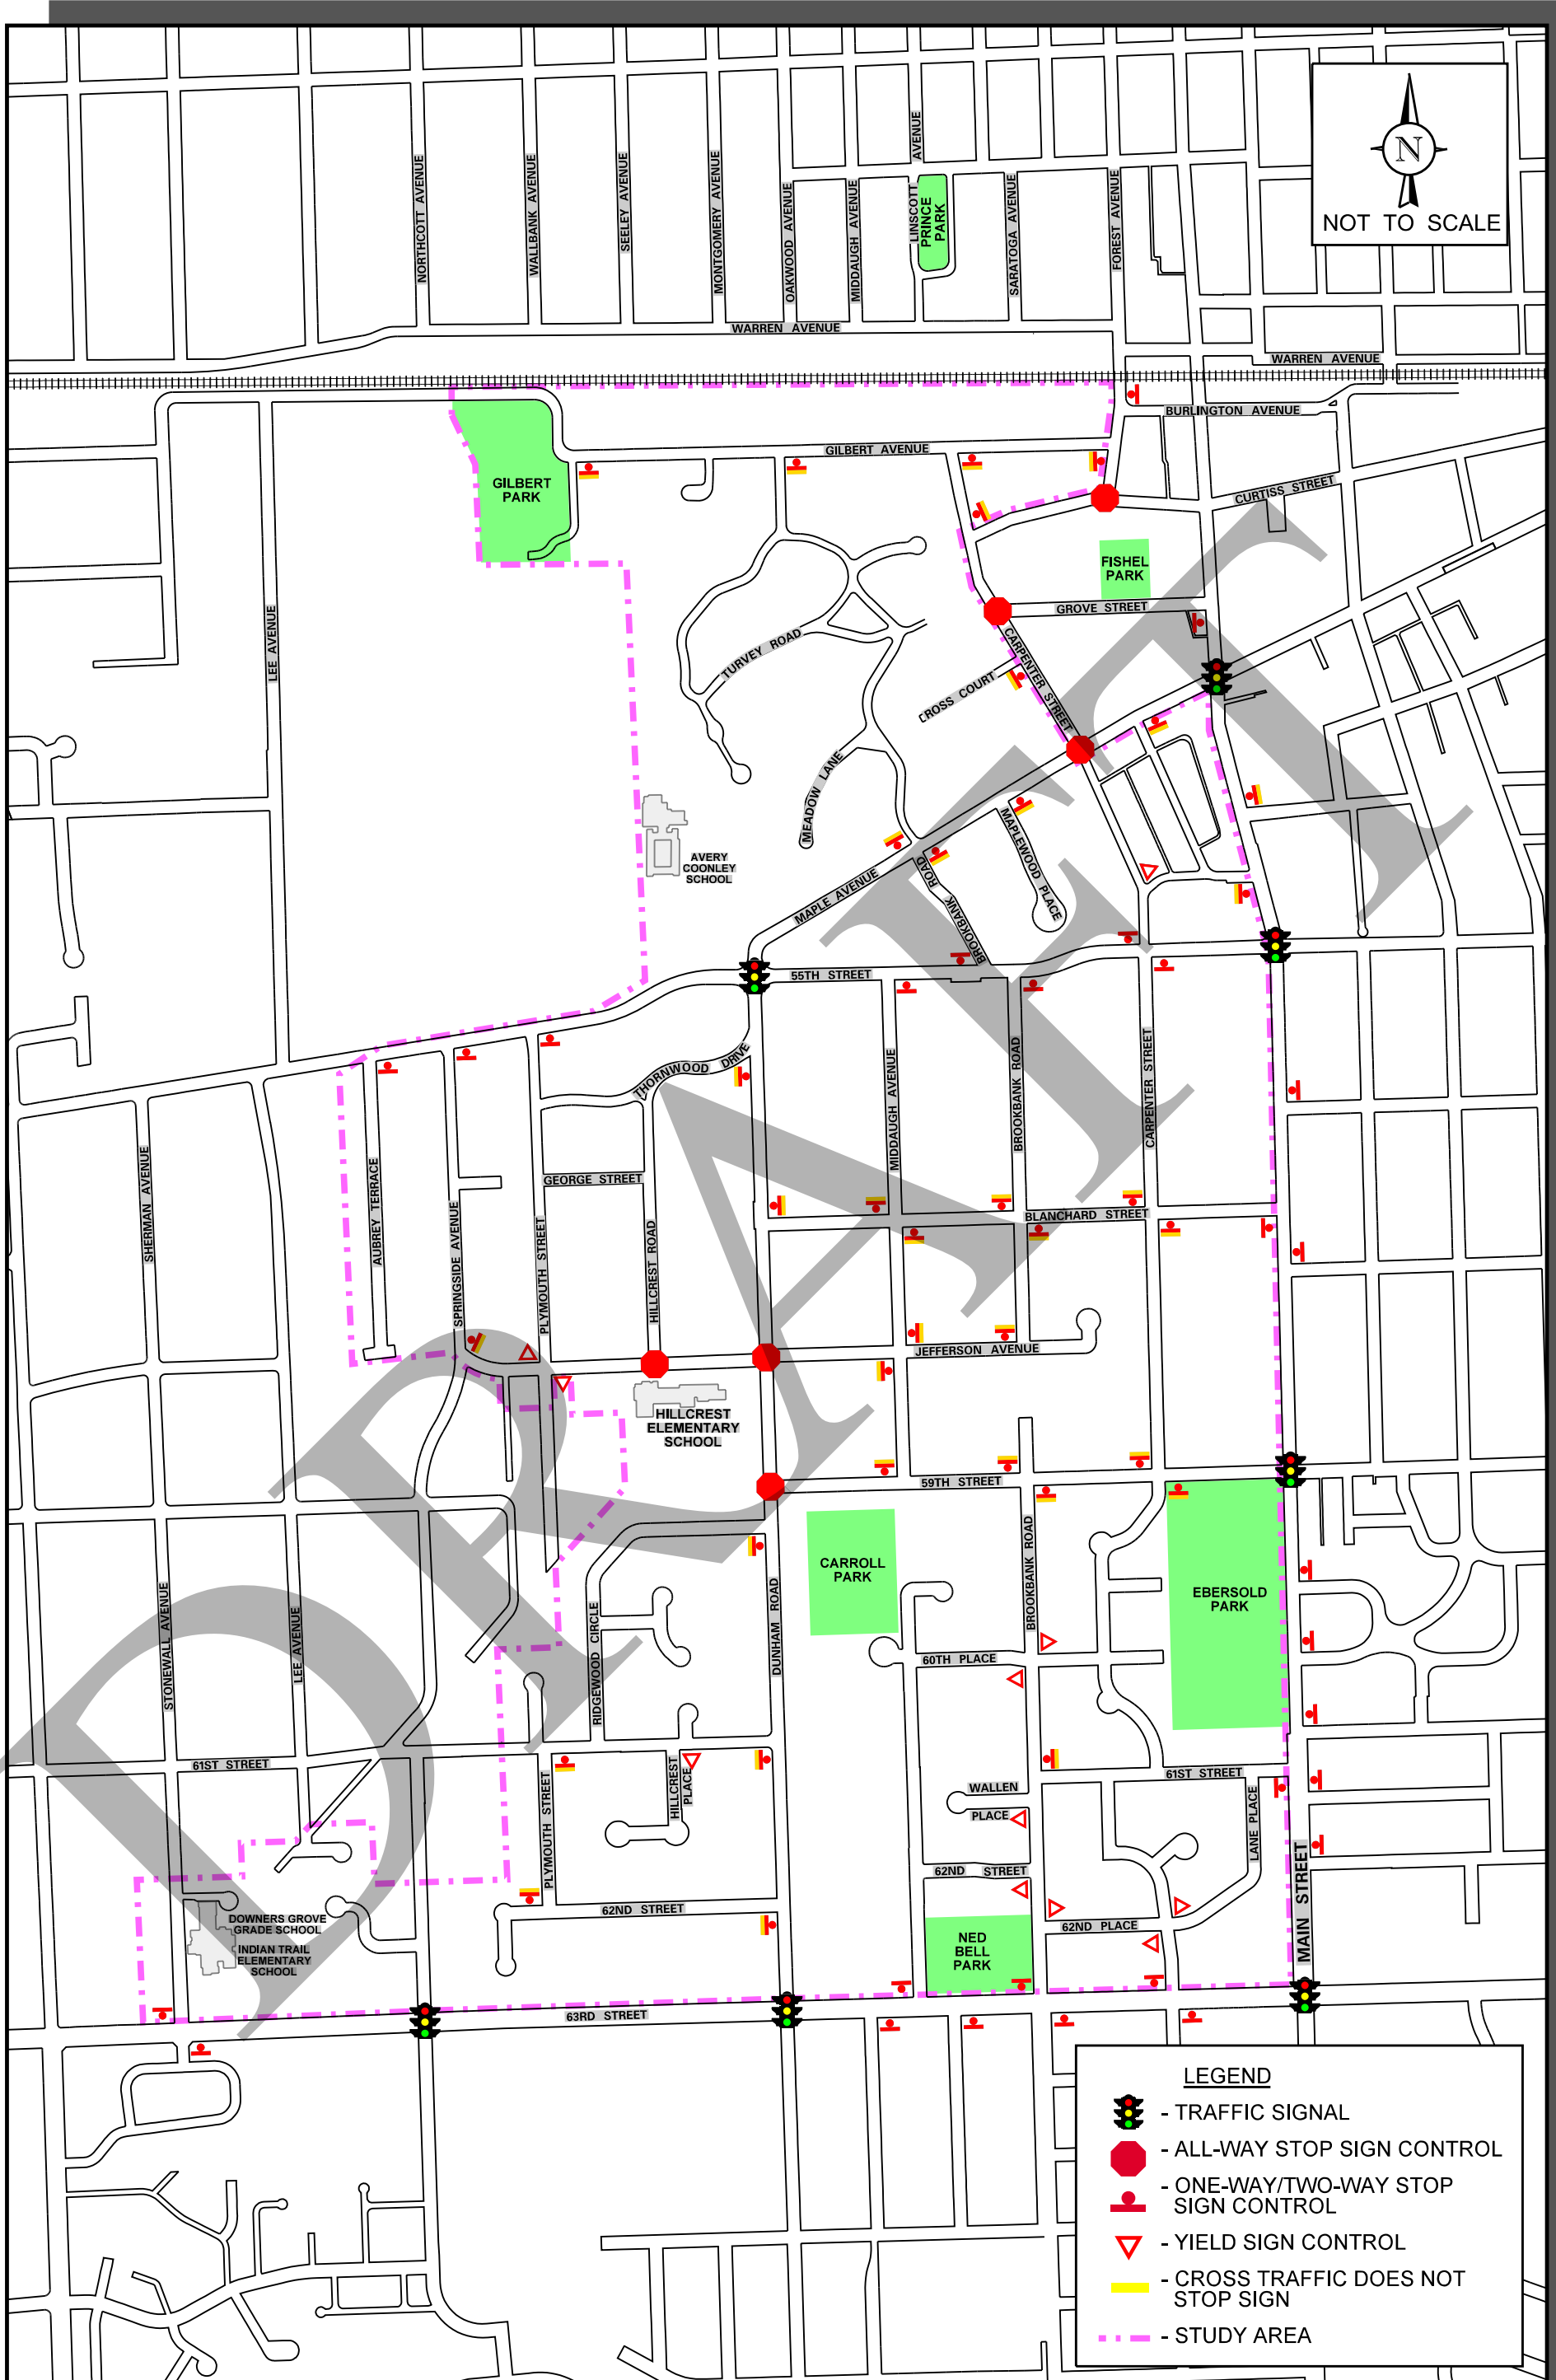 NORTHCOTT AVENUE
WALLBANK AVENUE
SEELEY AVENUE
MONTGOMERY AVENUE
OAKWOOD AVENUE
MIDDAUGH AVENUE
LINSCOTT AVENUE
PRINCE
PARK
SARATOGA AVENUE
FOREST AVENUE
N
NOT TO SCALE
WARREN AVENUE
WARREN AVENUE
BURLINGTON AVENUE
GILBERT AVENUE
GILBERT
PARK
CURTISS STREET
FISHEL
PARK
GROVE STREET
LEE AVENUE
TURVEY ROAD
CARPENTER STREET
CROSS COURT
MEADOW LANE
MAPLEWOOD PLACE
AVERY
COONLEY
SCHOOL
MAPLE AVENUE
BROOKBANK ROAD
55TH STREET
THORNWOOD DRIVE
MIDDAUGH AVENUE
BROOKBANK ROAD
CARPENTER STREET
SHERMAN AVENUE
AUBREY TERRACE
SPRINGSIDE AVENUE
PLYMOUTH STREET
GEORGE STREET
HILLCREST ROAD
BLANCHARD STREET
JEFFERSON AVENUE
HILLCREST
ELEMENTARY
SCHOOL
59TH STREET
CARROLL
PARK
BROOKBANK ROAD
EBERSOLD
PARK
STONEWALL AVENUE
LEE AVENUE
RIDGEWOOD CIRCLE
DUNHAM ROAD
60TH PLACE
61ST STREET
PLYMOUTH STREET
HILLCREST
PLACE
WALLEN
PLACE
61ST STREET
LANE PLACE
MAIN STREET
62ND STREET
62ND STREET
62ND PLACE
NED
BELL
PARK
DOWNERS GROVE
GRADE SCHOOL
INDIAN TRAIL
ELEMENTARY
SCHOOL
63RD STREET
DRAFT
LEGEND
- TRAFFIC SIGNAL
- ALL-WAY STOP SIGN CONTROL
- ONE-WAY/TWO-WAY STOP
SIGN CONTROL
- YIELD SIGN CONTROL
- CROSS TRAFFIC DOES NOT
STOP SIGN
- STUDY AREA